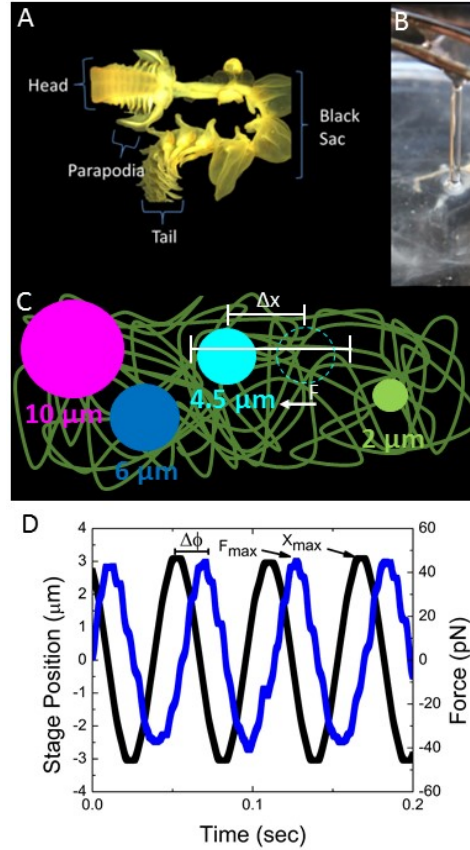 A
B
Head
Black
Sac
Parapodia
Tail
C
Δx
F
4.5 μm
10 μm
6 μm
2 μm
D
Δϕ
Fmax
Xmax
Stage Position (μm)
4
3
2
1
0
-1
-2
-3
-4
Force (pN)
60
40
20
0
-20
-40
-60
0.0
0.1
0.2
Time (sec)